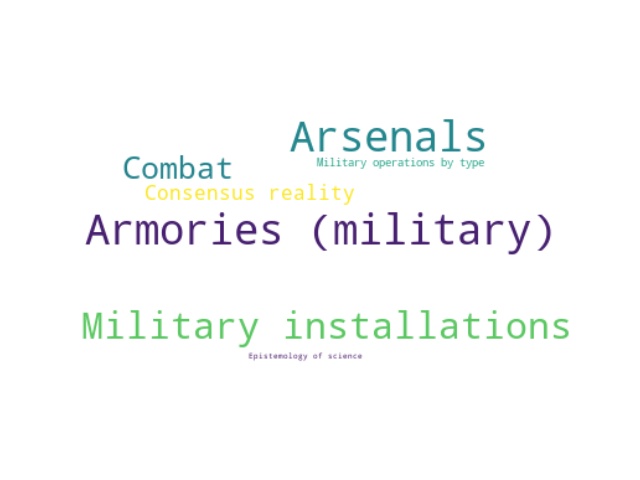 Arsenals
Military operations by type
Combat
Consensus reality
Armories (military)
Military installations
Epistemology of science